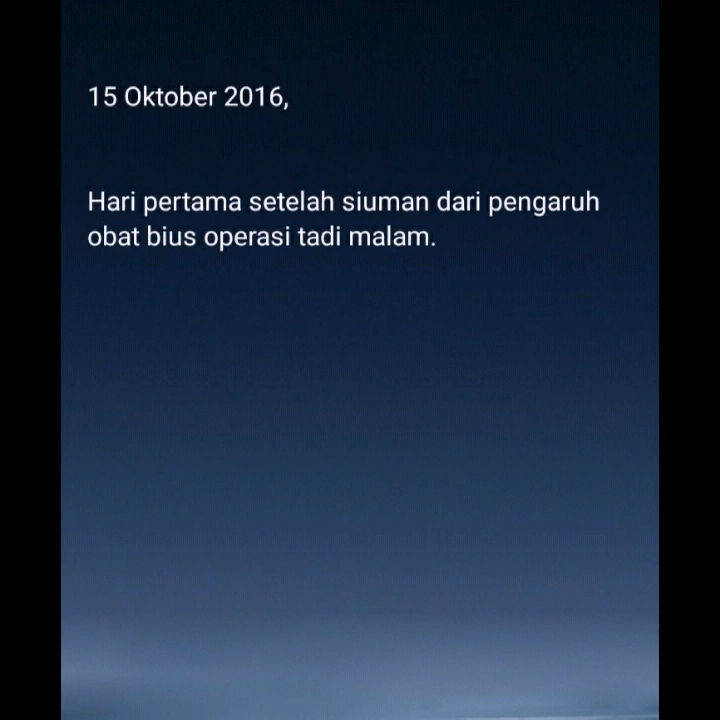 15 Oktober 2016,
Hari pertama setelah siuman dari pengaruh
obat bius operasi tadi malam.